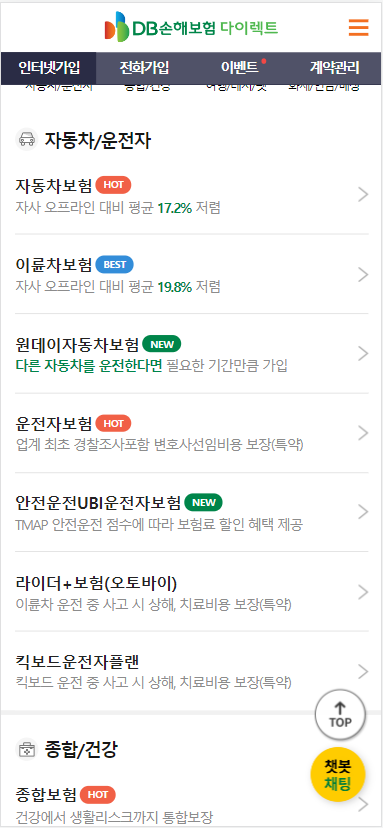 DB손해보험 다이렉트
인터넷가입 전화가입 이벤트 계약관리
자동차/운전자
자동차보험 HOT
자사 오프라인 대비 평균 17.2% 저렴
이륜차보험 BEST
자사 오프라인 대비 평균 19.8% 저렴
원데이자동차보험 NEW
다른 자동차를 운전한다면 필요한 기간만큼 가입
운전자보험 HOT
업계 최초 경찰조사포함 변호사선임비용 보장(특약)
안전운전UBI운전자보험 NEW
TMAP 안전운전 점수에 따라 보험료 할인 혜택 제공
라이더+보험(오토바이)
이륜차 운전 중 사고 시 상해, 치료비용 보장(특약)
킥보드운전자플랜
킥보드 운전 중 사고 시 상해, 치료비용 보장(특약)
TOP
종합/건강
챗봇
채팅
종합보험 HOT
건강에서 생활리스크까지 통합보장